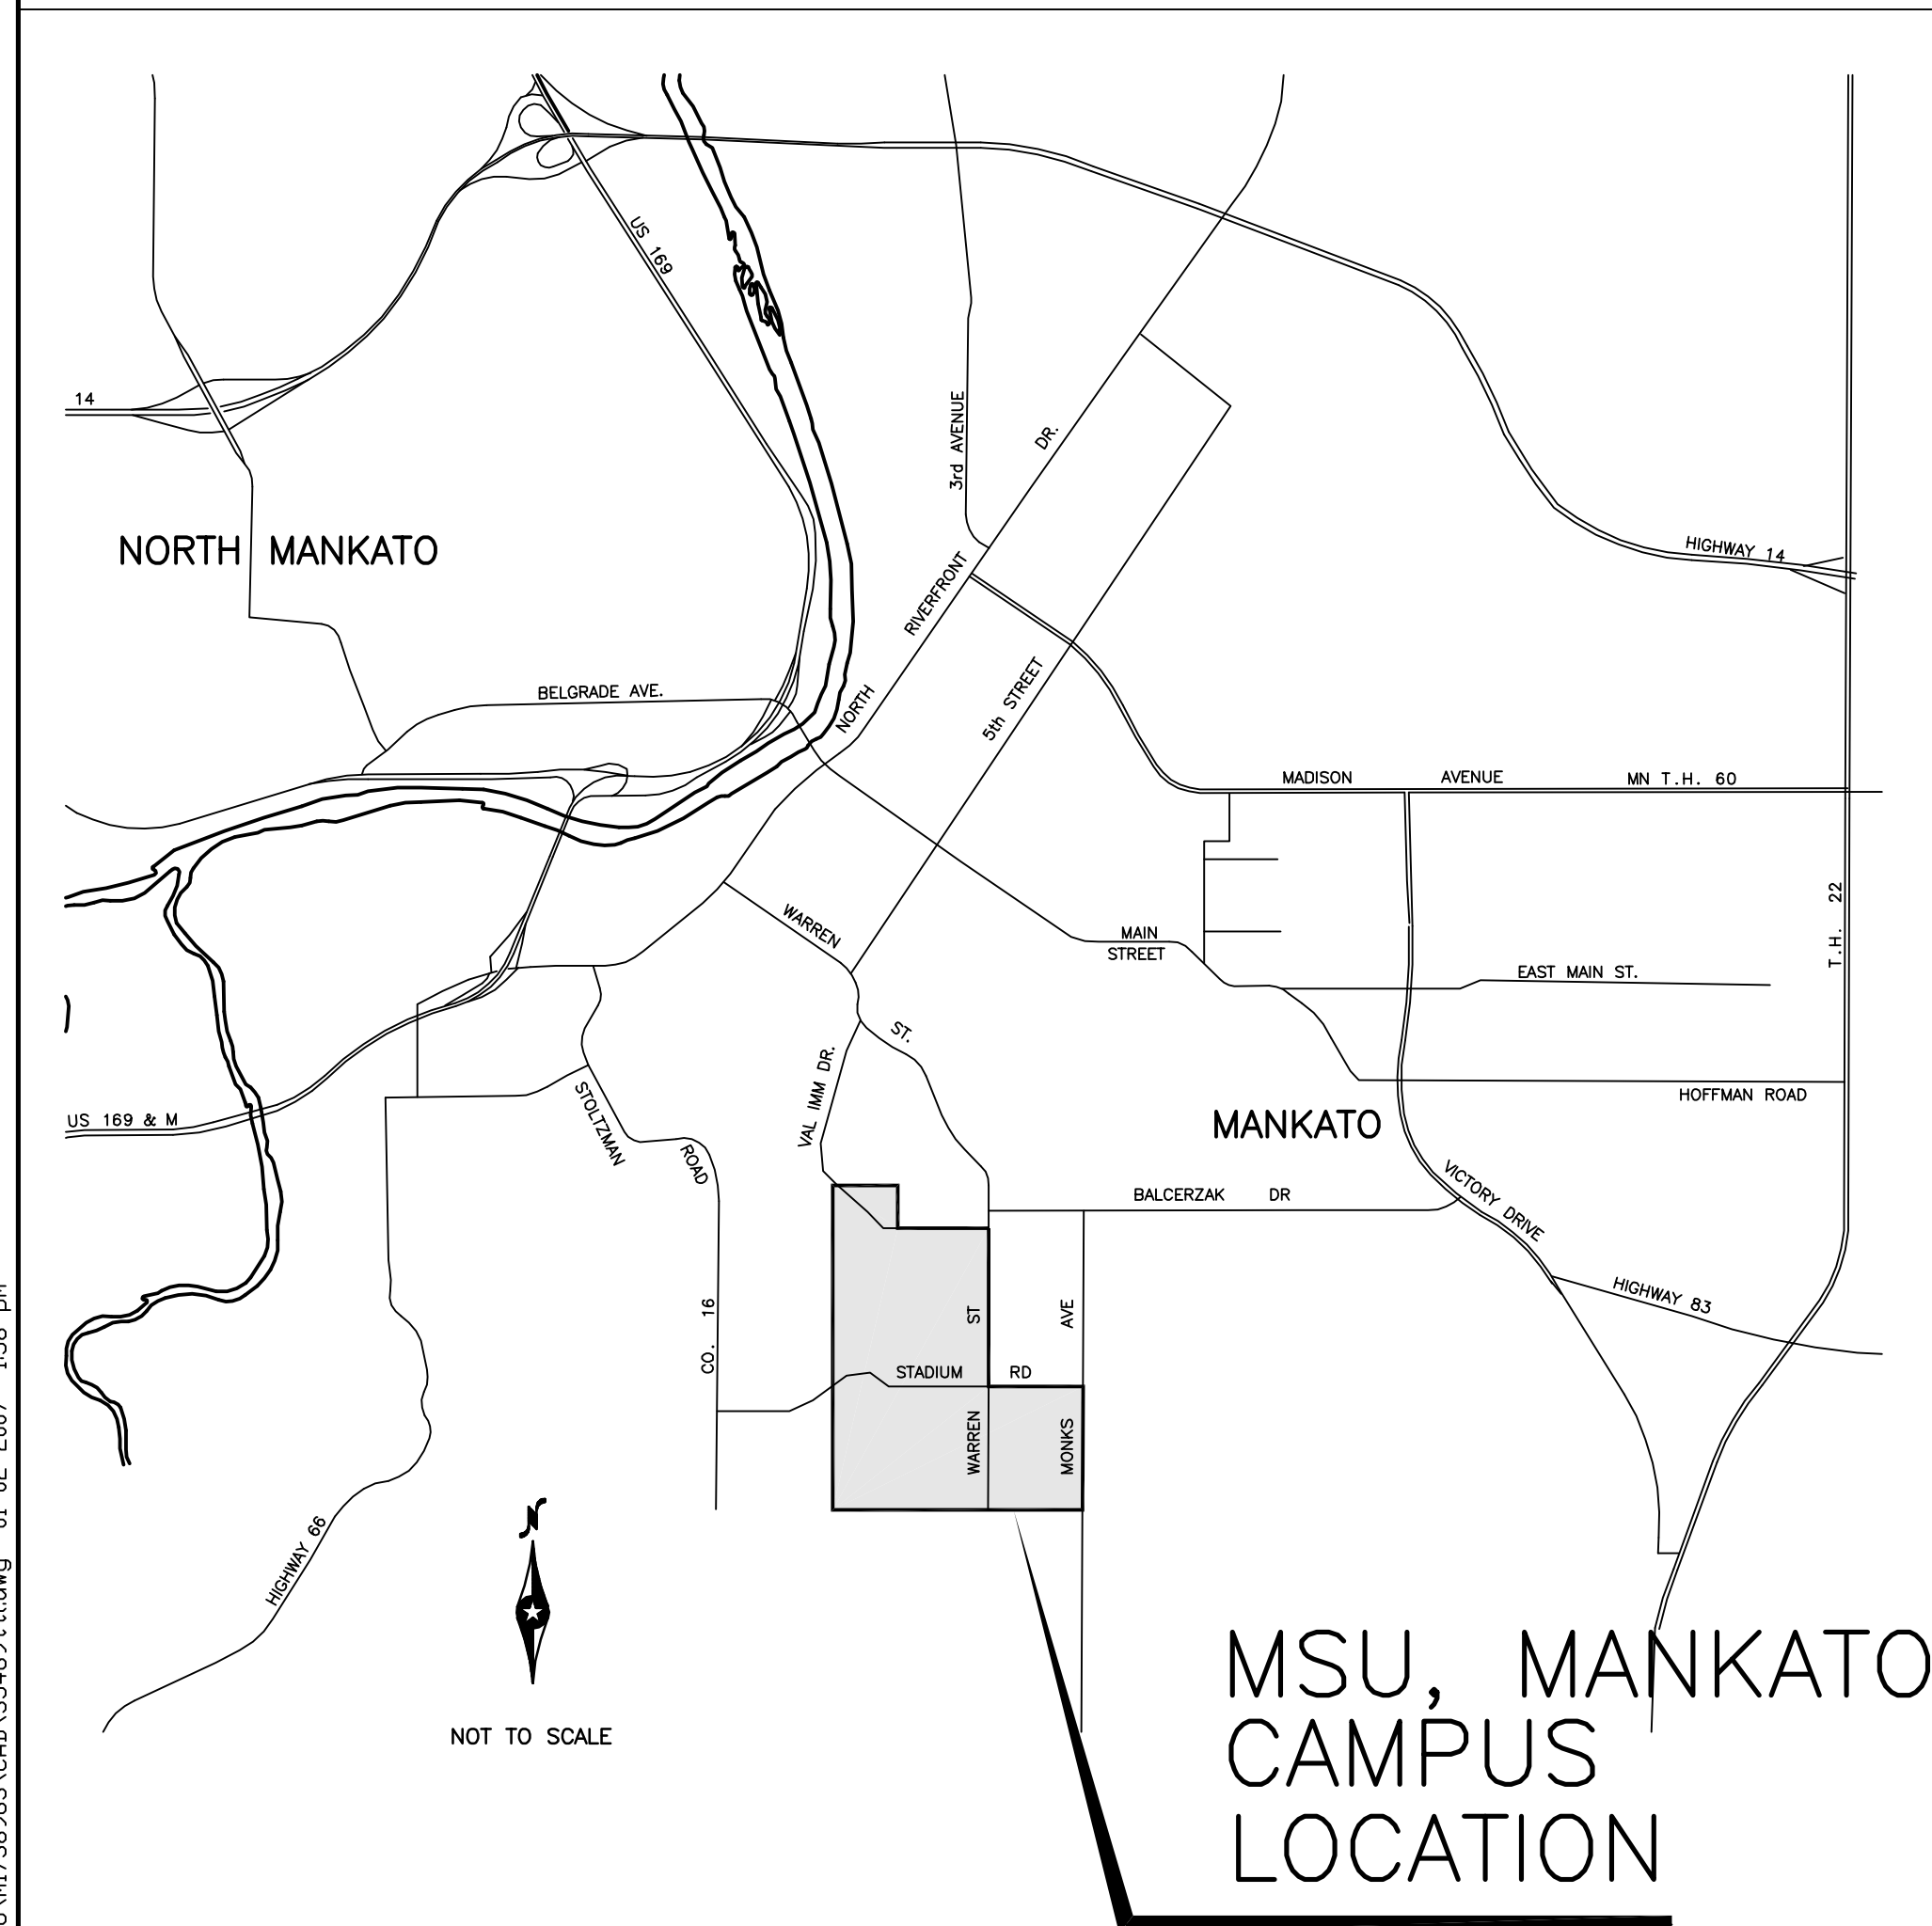 US 169
14
3rd AVENUE
DR.
NORTH MANKATO
HIGHWAY 14
RIVERFRONT
BELGRADE AVE.
NORTH
5th STREET
MADISON AVENUE MN T.H. 60
WARREN
MAIN
STREET
T.H. 22
EAST MAIN ST.
ST.
VAL IMM DR.
HOFFMAN ROAD
US 169 & M
STOLTZMAN
MANKATO
ROAD
VICTORY DRIVE
BALCERZAK DR
HIGHWAY 83
CO. 16
ST
AVE
STADIUM RD
WARREN
MONKS
N
HIGHWAY 66
NOT TO SCALE
MSU, MANKATO
CAMPUS
LOCATION